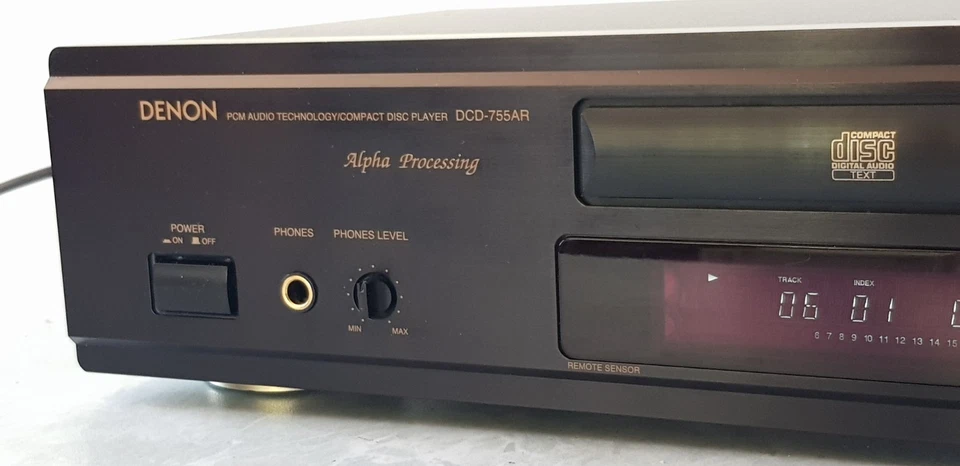 DENON PCM AUDIO TECHNOLOGY/COMPACT DISC PLAYER DCD-755AR
Alpha Processing
COMPACT
disc
DIGITAL AUDIO
TEXT
POWER
ON OFF
PHONES
PHONES LEVEL
MIN MAX
TRACK INDEX
06 01
6 7 8 9 10 11 12 13 14 15
REMOTE SENSOR